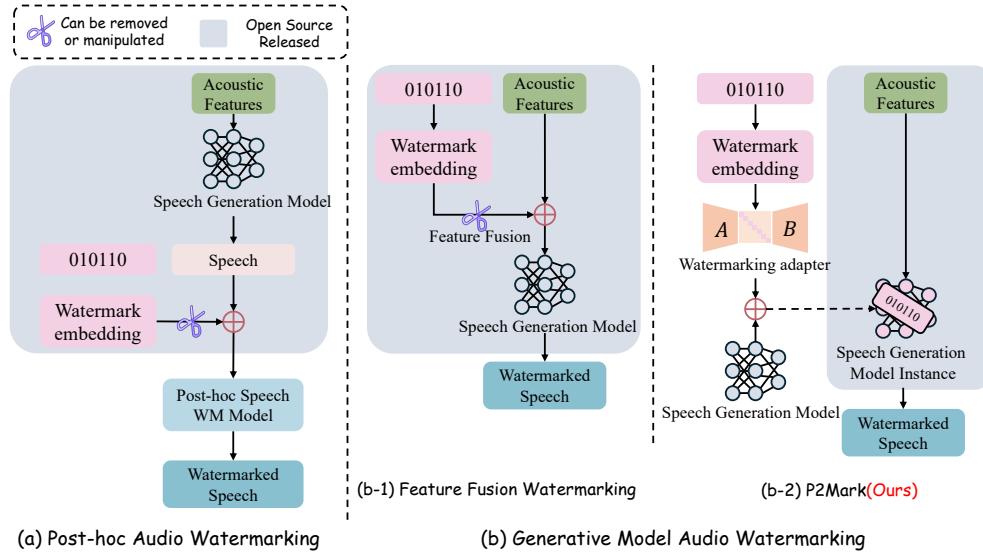 Can be removed
or manipulated
Open Source
Released
Acoustic
Features
Speech Generation Model
010110
Speech
Watermark
embedding
Post-hoc Speech
WM Model
Watermarked
Speech
(a) Post-hoc Audio Watermarking
010110
Acoustic
Features
Watermark
embedding
Feature Fusion
Speech Generation Model
Watermarked
Speech
(b-1) Feature Fusion Watermarking
010110
Acoustic
Features
Watermark
embedding
A
B
Watermarking adapter
010110
Speech Generation
Model Instance
Speech Generation Model
Watermarked
Speech
(b-2) P2Mark(Ours)
(b) Generative Model Audio Watermarking